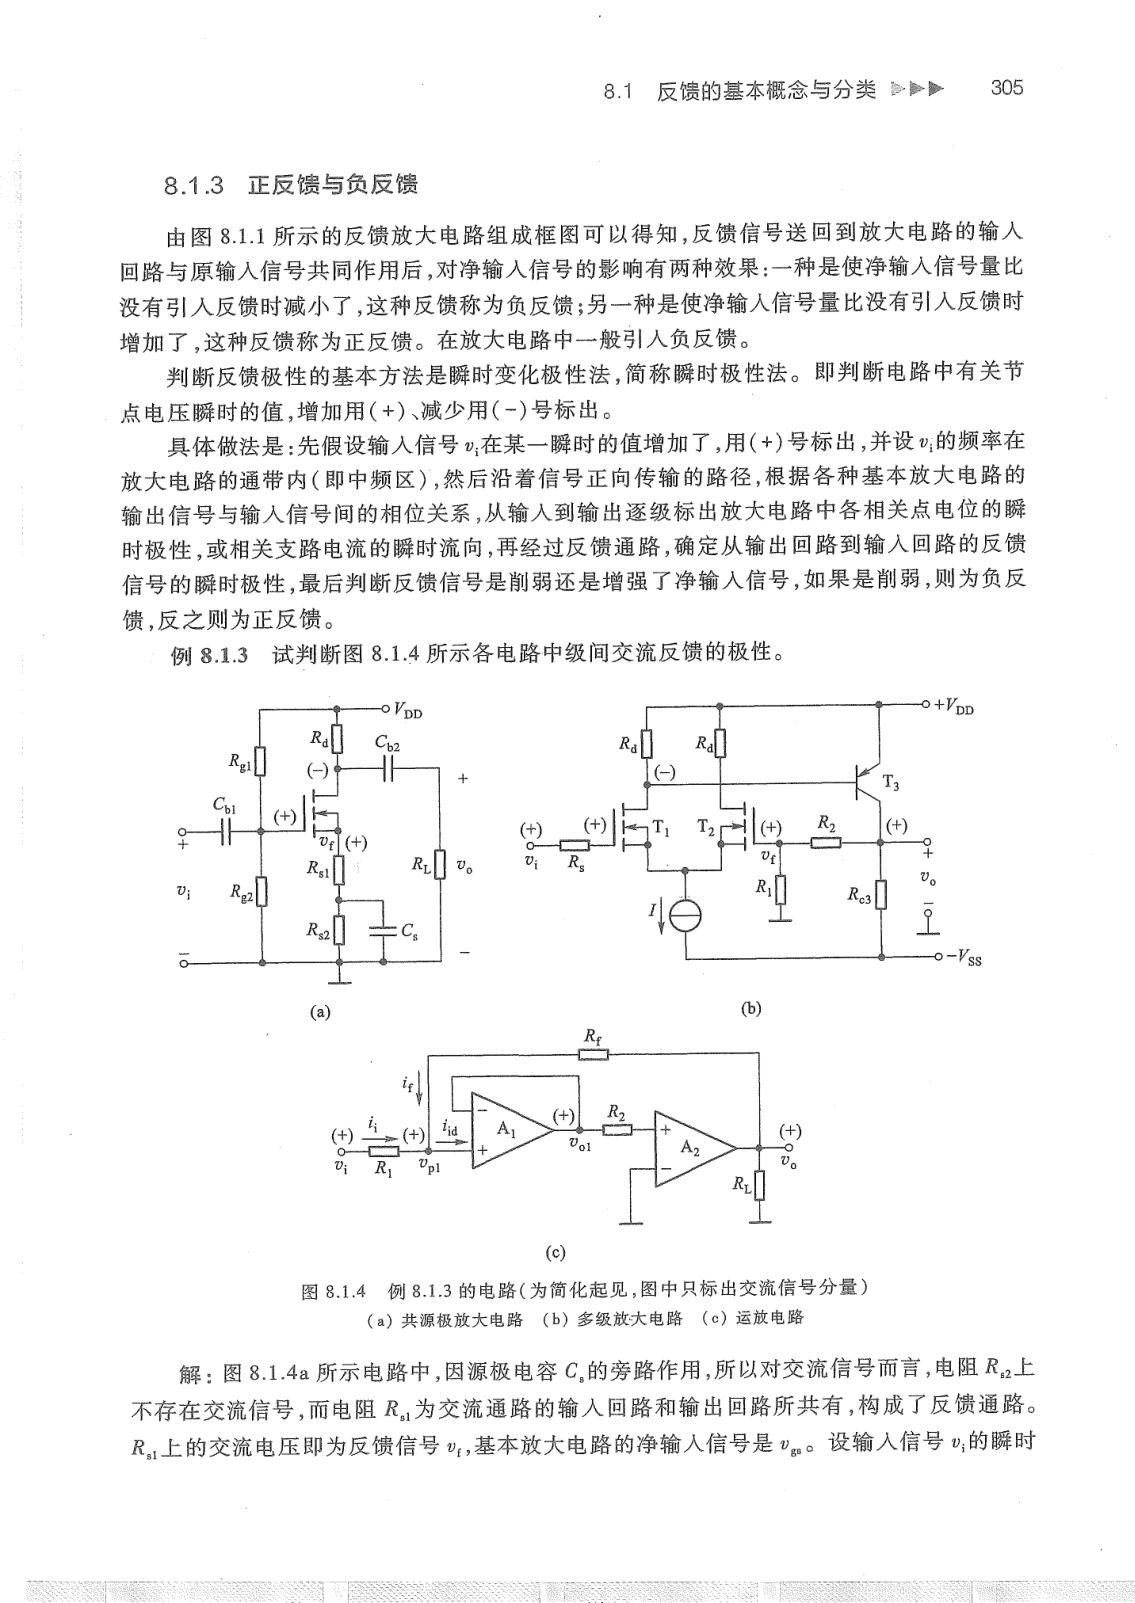 8.1 反馈的基本概念与分类 305
8.1.3 正反馈与负反馈
由图 8.1.1 所示的反馈放大电路组成框图可以得知,反馈信号送回到放大电路的输入
回路与原输入信号共同作用后,对净输入信号的影响有两种效果:一种是使净输入信号量比
没有引入反馈时减小了,这种反馈称为负反馈;另一种是使净输入信号量比没有引入反馈时
增加了,这种反馈称为正反馈。在放大电路中一般引入负反馈。
判断反馈极性的基本方法是瞬时变化极性法,简称瞬时极性法。即判断电路中有关节
点电压瞬时的值,增加用(+)、减少用(-)号标出。
具体做法是:先假设输入信号 vi在某一瞬时的值增加了,用(+)号标出,并设 vi的频率在
放大电路的通带内(即中频区),然后沿着信号正向传输的路径,根据各种基本放大电路的
输出信号与输入信号间的相位关系,从输入到输出逐级标出放大电路中各相关点电位的瞬
时极性,或相关支路电流的瞬时流向,再经过反馈通路,确定从输出回路到输入回路的反馈
信号的瞬时极性,最后判断反馈信号是削弱还是增强了净输入信号,如果是削弱,则为负反
馈,反之则为正反馈。
例 8.1.3 试判断图 8.1.4 所示各电路中级间交流反馈的极性。
VDD
Rd
Cb2
Rg1
(-)
+
Cb1
(+)
vf (+)
+
Rs1
RL
vo
vi
Rg2
Rs2
Cs
-
-
(a)
+VDD
Rd
Rd
(-)
T3
(+)
(+)
T1
T2
(+)
R2
(+)
vi
Rs
vf
+
R1
Rc3
vo
I
-
-VSS
(b)
Rf
if
-
(+)
ii
(+)
iid
A1
(+)
R2
+
(+)
vi
R1
vp1
+
vo1
A2
vo
-
RL
(c)
图 8.1.4 例 8.1.3 的电路(为简化起见,图中只标出交流信号分量)
(a) 共源极放大电路 (b) 多级放大电路 (c) 运放电路
解: 图 8.1.4a 所示电路中,因源极电容 Cs的旁路作用,所以对交流信号而言,电阻 Rs2上
不存在交流信号,而电阻 Rs1为交流通路的输入回路和输出回路所共有,构成了反馈通路。
Rs1上的交流电压即为反馈信号 vf,基本放大电路的净输入信号是 vgs。设输入信号 vi的瞬时